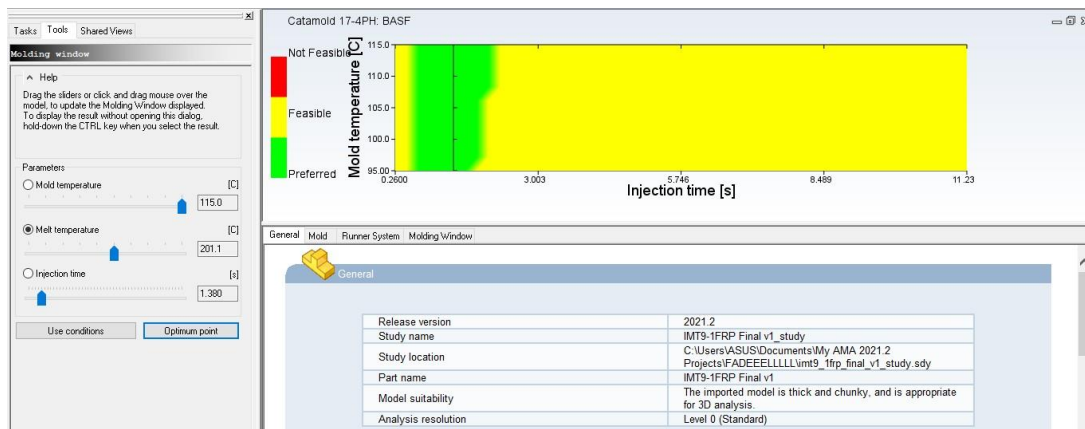 Tasks Tools Shared Views
Molding window
Help
Drag the sliders or click and drag mouse over the
model, to update the Molding Window displayed.
To display the result without opening this dialog,
hold-down the CTRL key when you select the result.
Parameters
Mold temperature [C]
115.0
Melt temperature [C]
201.1
Injection time [s]
1.380
Use conditions Optimum point
Catamold 17-4PH: BASF
Not Feasible
Feasible
Preferred
Mold temperature [C]
115.0
110.0
105.0
100.0
95.00
0.2600 3.003 5.746 8.489 11.23
Injection time [s]
General Mold Runner System Molding Window
General
Release version 2021.2
Study name IMT9-1FRP Final v1_study
Study location C:\Users\ASUS\Documents\My AMA 2021.2
Projects\FADEEELLLLL\imt9_1frp_final_v1_study.sdy
Part name IMT9-1FRP Final v1
Model suitability The imported model is thick and chunky, and is appropriate
for 3D analysis.
Analysis resolution Level 0 (Standard)